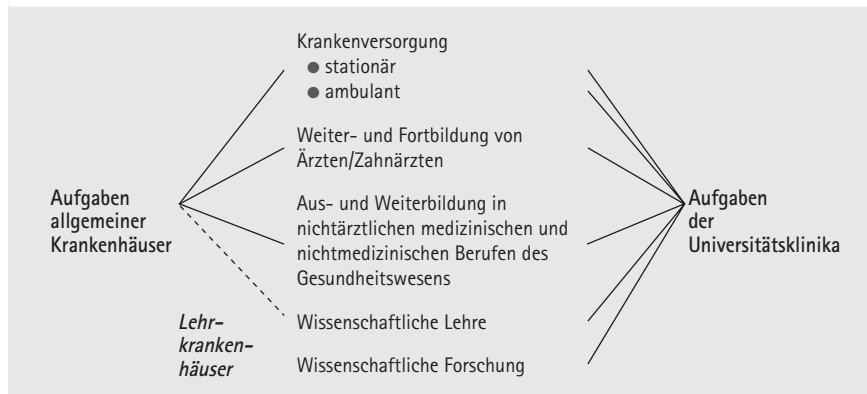 Krankenversorgung
● stationär
● ambulant
Weiter- und Fortbildung von
Ärzten/Zahnärzten
Aufgaben
allgemeiner
Krankenhäuser
Aus- und Weiterbildung in
nichtärztlichen medizinischen und
nichtmedizinischen Berufen des
Gesundheitswesens
Aufgaben
der
Universitätsklinika
Lehr-
kranken-
häuser
Wissenschaftliche Lehre
Wissenschaftliche Forschung